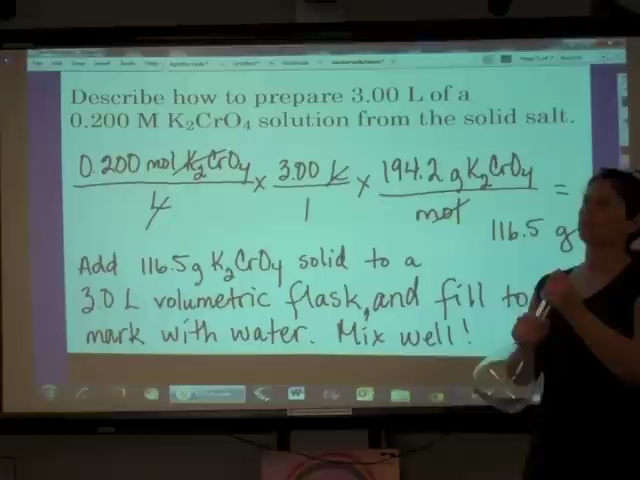 Describe how to prepare 3.00 L of a
0.200 M K₂CrO₄ solution from the solid salt.
0.200 mol K₂CrO₄ × 3.00 L × 194.2 g K₂CrO₄ =
L 1 mol
116.5 g
Add 116.5g K₂CrO₄ solid to a
3.0 L volumetric flask, and fill to
mark with water. Mix well!